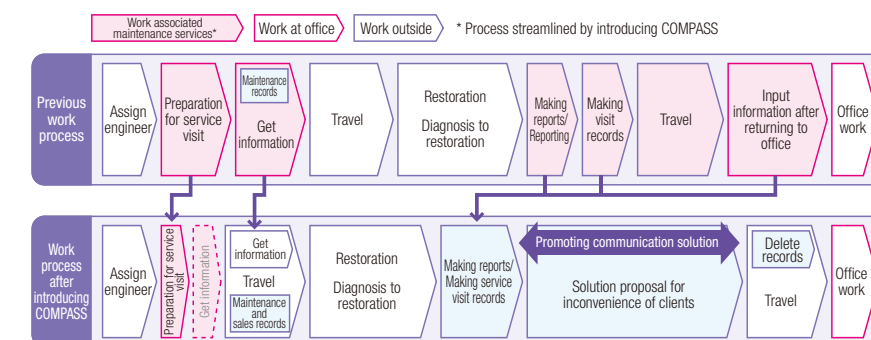 Work associated
maintenance services*
Work at office
Work outside
* Process streamlined by introducing COMPASS
Previous
work
process
Assign
engineer
Preparation
for service
visit
Maintenance
records
Get
information
Travel
Restoration
Diagnosis to
restoration
Making
reports/
Reporting
Making
visit
records
Travel
Input
information after
returning to
office
Office
work
Work
process
after
introducing
COMPASS
Assign
engineer
Preparation for service
visit
Get information
Get
information
Travel
Maintenance
and
sales records
Restoration
Diagnosis to
restoration
Making reports/
Making service
visit records
Promoting communication solution
Solution proposal for
inconvenience of clients
Delete
records
Travel
Office
work